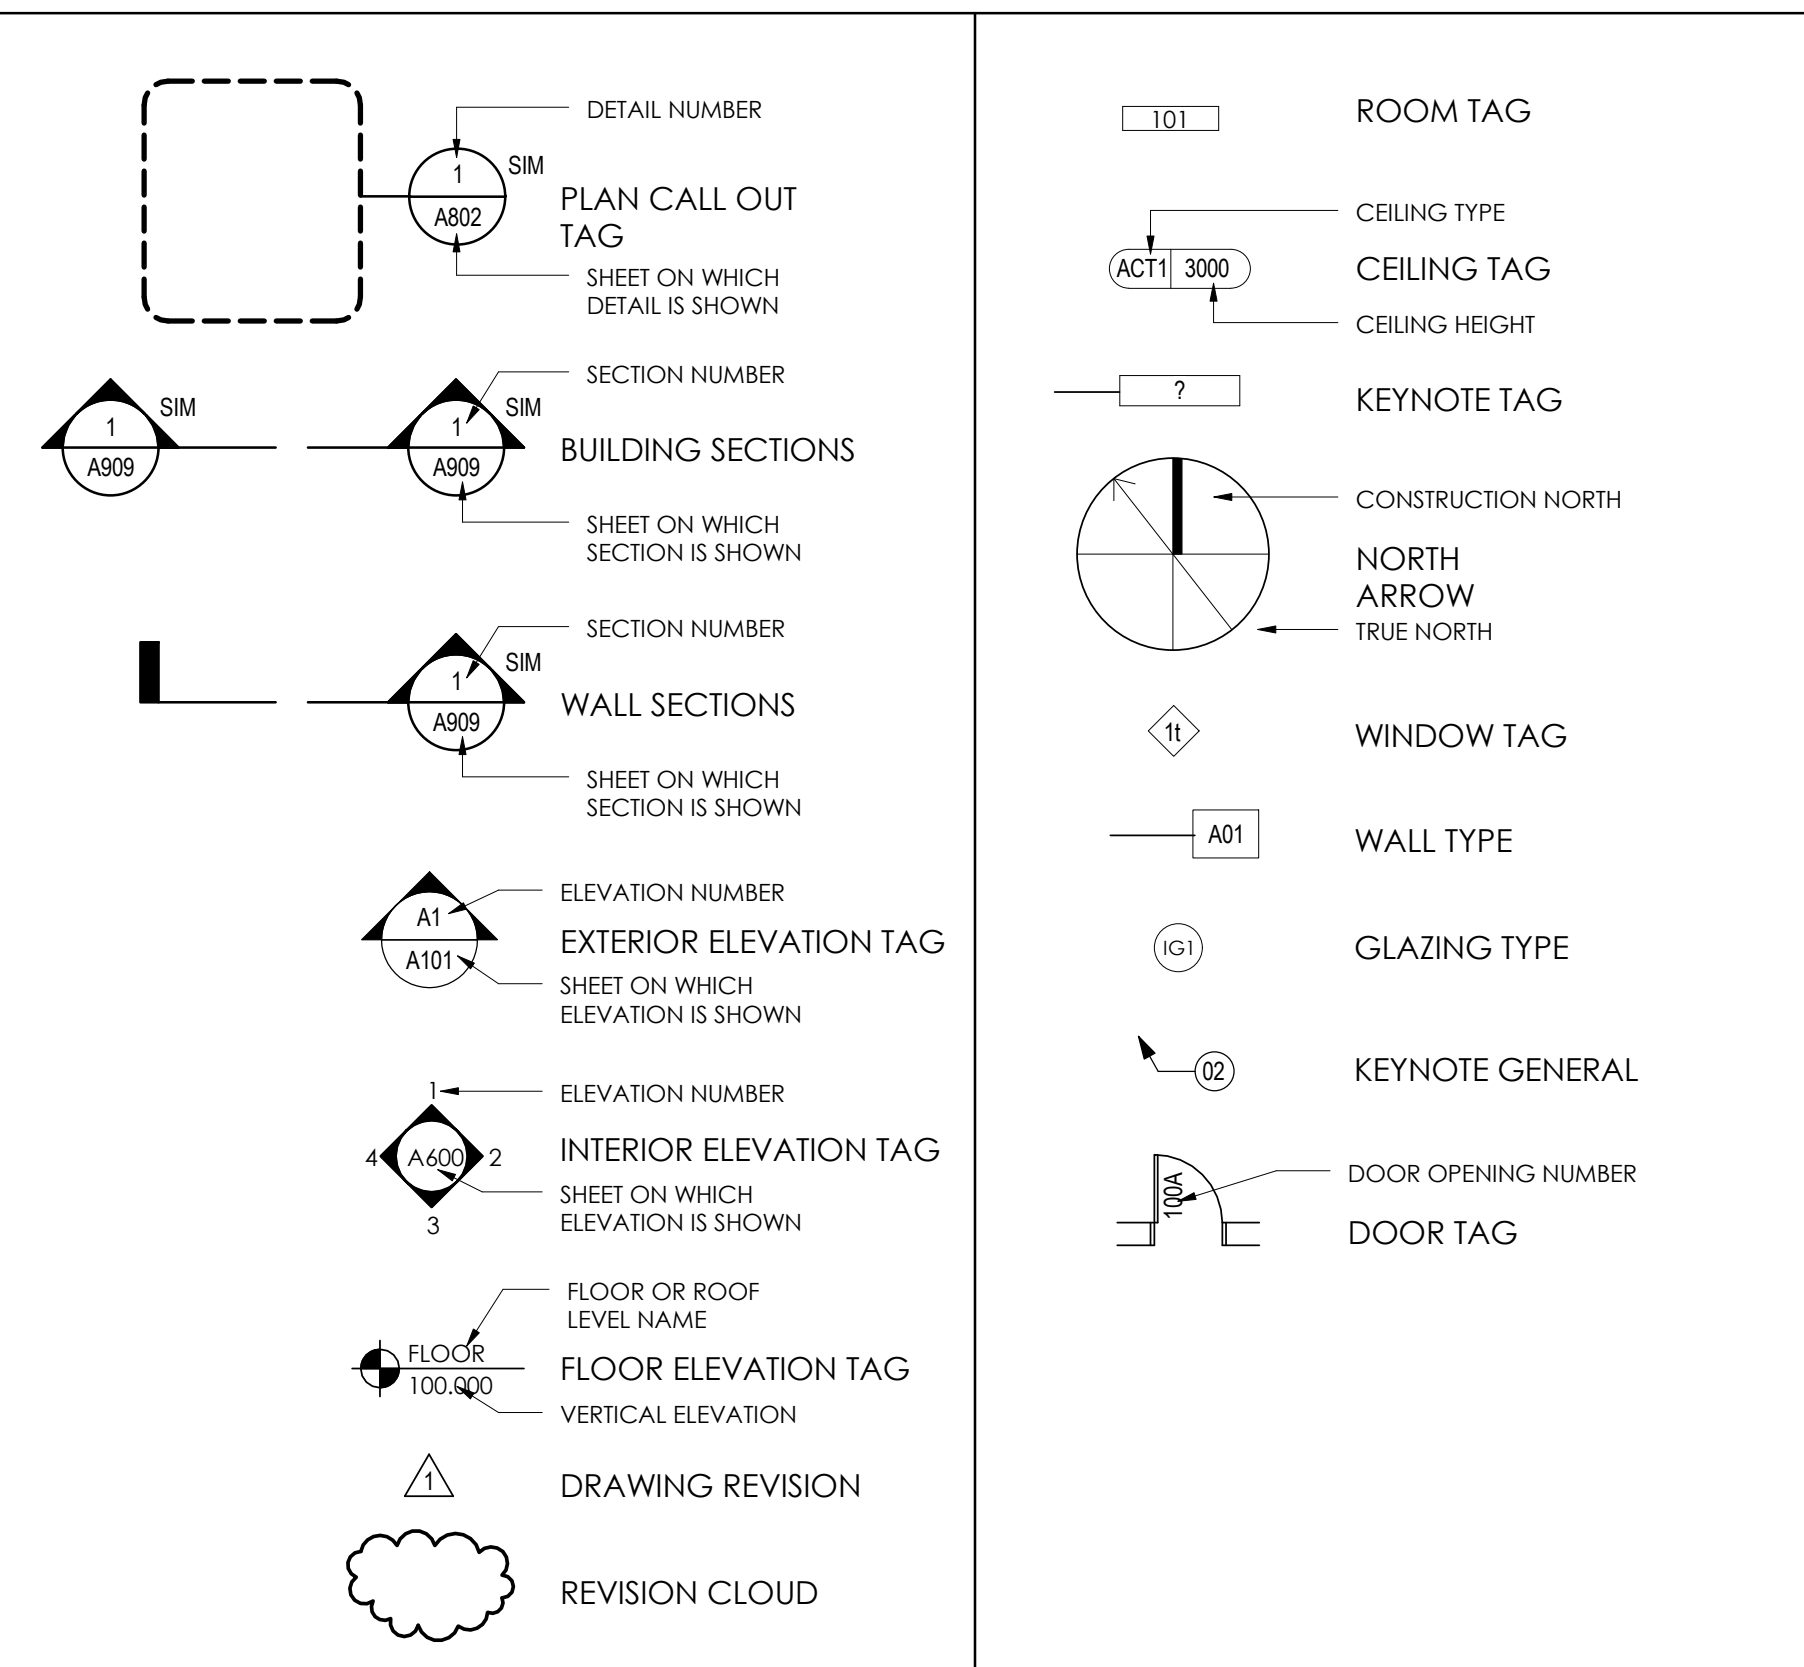 DETAIL NUMBER
1
SIM
A802
PLAN CALL OUT
TAG
SHEET ON WHICH
DETAIL IS SHOWN
SECTION NUMBER
1
SIM
A909
1
SIM
A909
BUILDING SECTIONS
SHEET ON WHICH
SECTION IS SHOWN
SECTION NUMBER
1
SIM
A909
WALL SECTIONS
SHEET ON WHICH
SECTION IS SHOWN
ELEVATION NUMBER
A1
A101
EXTERIOR ELEVATION TAG
SHEET ON WHICH
ELEVATION IS SHOWN
1
ELEVATION NUMBER
4
A600
2
3
INTERIOR ELEVATION TAG
SHEET ON WHICH
ELEVATION IS SHOWN
FLOOR OR ROOF
LEVEL NAME
FLOOR
100.000
FLOOR ELEVATION TAG
VERTICAL ELEVATION
1
DRAWING REVISION
REVISION CLOUD
101
ROOM TAG
CEILING TYPE
ACT1
3000
CEILING TAG
CEILING HEIGHT
?
KEYNOTE TAG
CONSTRUCTION NORTH
NORTH
ARROW
TRUE NORTH
1t
WINDOW TAG
A01
WALL TYPE
IG1
GLAZING TYPE
02
KEYNOTE GENERAL
DOOR OPENING NUMBER
100A
DOOR TAG